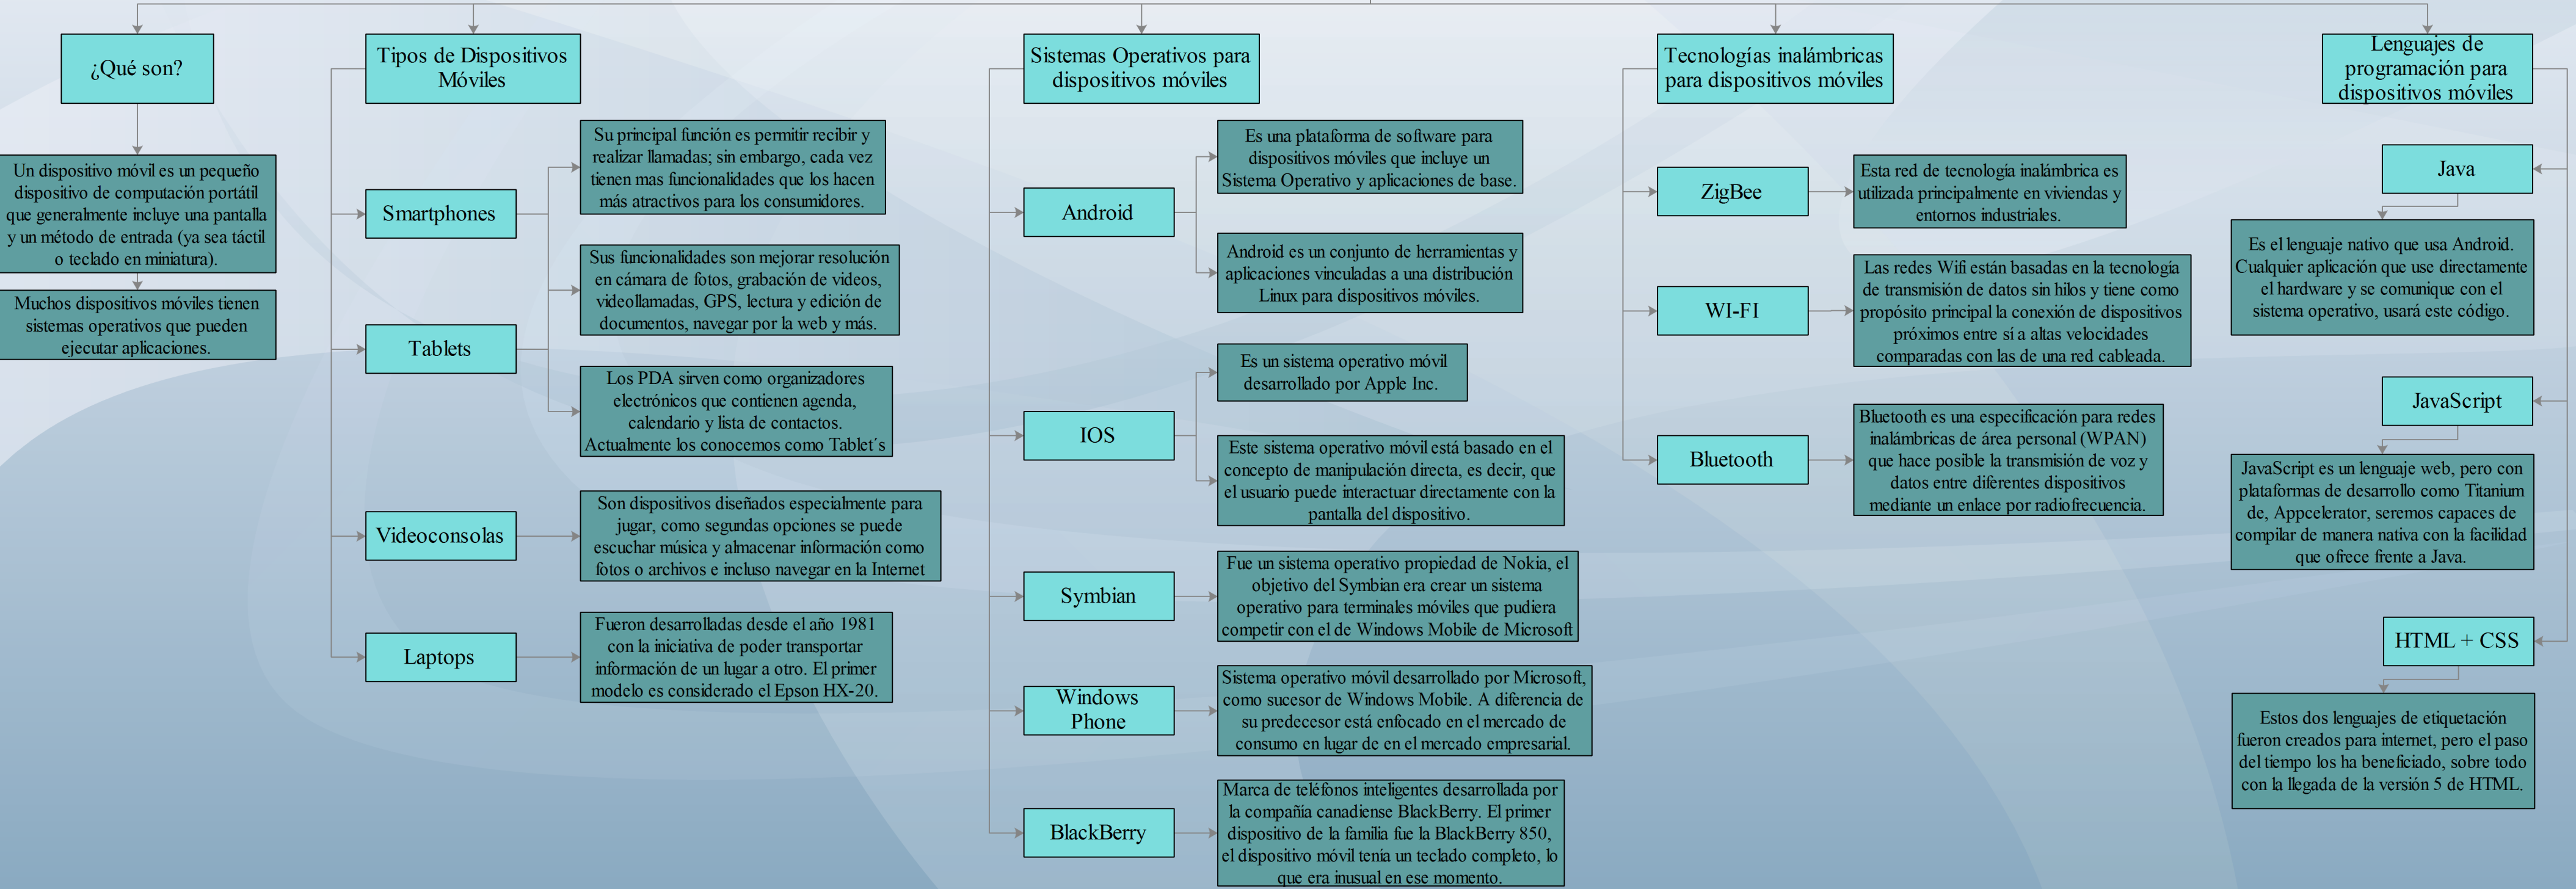 ¿Qué son?
Un dispositivo móvil es un pequeño
dispositivo de computación portátil
que generalmente incluye una pantalla
y un método de entrada (ya sea táctil
o teclado en miniatura).
Muchos dispositivos móviles tienen
sistemas operativos que pueden
ejecutar aplicaciones.
Tipos de Dispositivos
Móviles
Smartphones
Su principal función es permitir recibir y
realizar llamadas; sin embargo, cada vez
tienen mas funcionalidades que los hacen
más atractivos para los consumidores.
Sus funcionalidades son mejorar resolución
en cámara de fotos, grabación de videos,
videollamadas, GPS, lectura y edición de
documentos, navegar por la web y más.
Tablets
Los PDA sirven como organizadores
electrónicos que contienen agenda,
calendario y lista de contactos.
Actualmente los conocemos como Tablet´s
Videoconsolas
Son dispositivos diseñados especialmente para
jugar, como segundas opciones se puede
escuchar música y almacenar información como
fotos o archivos e incluso navegar en la Internet
Laptops
Fueron desarrolladas desde el año 1981
con la iniciativa de poder transportar
información de un lugar a otro. El primer
modelo es considerado el Epson HX-20.
Sistemas Operativos para
dispositivos móviles
Android
Es una plataforma de software para
dispositivos móviles que incluye un
Sistema Operativo y aplicaciones de base.
Android es un conjunto de herramientas y
aplicaciones vinculadas a una distribución
Linux para dispositivos móviles.
IOS
Es un sistema operativo móvil
desarrollado por Apple Inc.
Este sistema operativo móvil está basado en el
concepto de manipulación directa, es decir, que
el usuario puede interactuar directamente con la
pantalla del dispositivo.
Symbian
Fue un sistema operativo propiedad de Nokia, el
objetivo del Symbian era crear un sistema
operativo para terminales móviles que pudiera
competir con el de Windows Mobile de Microsoft
Windows
Phone
Sistema operativo móvil desarrollado por Microsoft,
como sucesor de Windows Mobile. A diferencia de
su predecesor está enfocado en el mercado de
consumo en lugar de en el mercado empresarial.
BlackBerry
Marca de teléfonos inteligentes desarrollada por
la compañía canadiense BlackBerry. El primer
dispositivo de la familia fue la BlackBerry 850,
el dispositivo móvil tenía un teclado completo, lo
que era inusual en ese momento.
Tecnologías inalámbricas
para dispositivos móviles
ZigBee
Esta red de tecnología inalámbrica es
utilizada principalmente en viviendas y
entornos industriales.
WI-FI
Las redes Wifi están basadas en la tecnología
de transmisión de datos sin hilos y tiene como
propósito principal la conexión de dispositivos
próximos entre sí a altas velocidades
comparadas con las de una red cableada.
Bluetooth
Bluetooth es una especificación para redes
inalámbricas de área personal (WPAN)
que hace posible la transmisión de voz y
datos entre diferentes dispositivos
mediante un enlace por radiofrecuencia.
Lenguajes de
programación para
dispositivos móviles
Java
Es el lenguaje nativo que usa Android.
Cualquier aplicación que use directamente
el hardware y se comunique con el
sistema operativo, usará este código.
JavaScript
JavaScript es un lenguaje web, pero con
plataformas de desarrollo como Titanium
de, Appcelerator, seremos capaces de
compilar de manera nativa con la facilidad
que ofrece frente a Java.
HTML + CSS
Estos dos lenguajes de etiquetación
fueron creados para internet, pero el paso
del tiempo los ha beneficiado, sobre todo
con la llegada de la versión 5 de HTML.